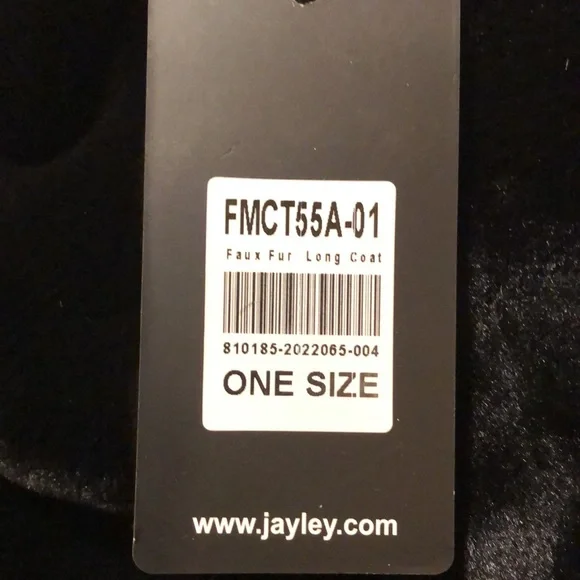 FMCT55A-01
Faux Fur Long Coat
810185-2022065-004
ONE SIZE
www.jayley.com